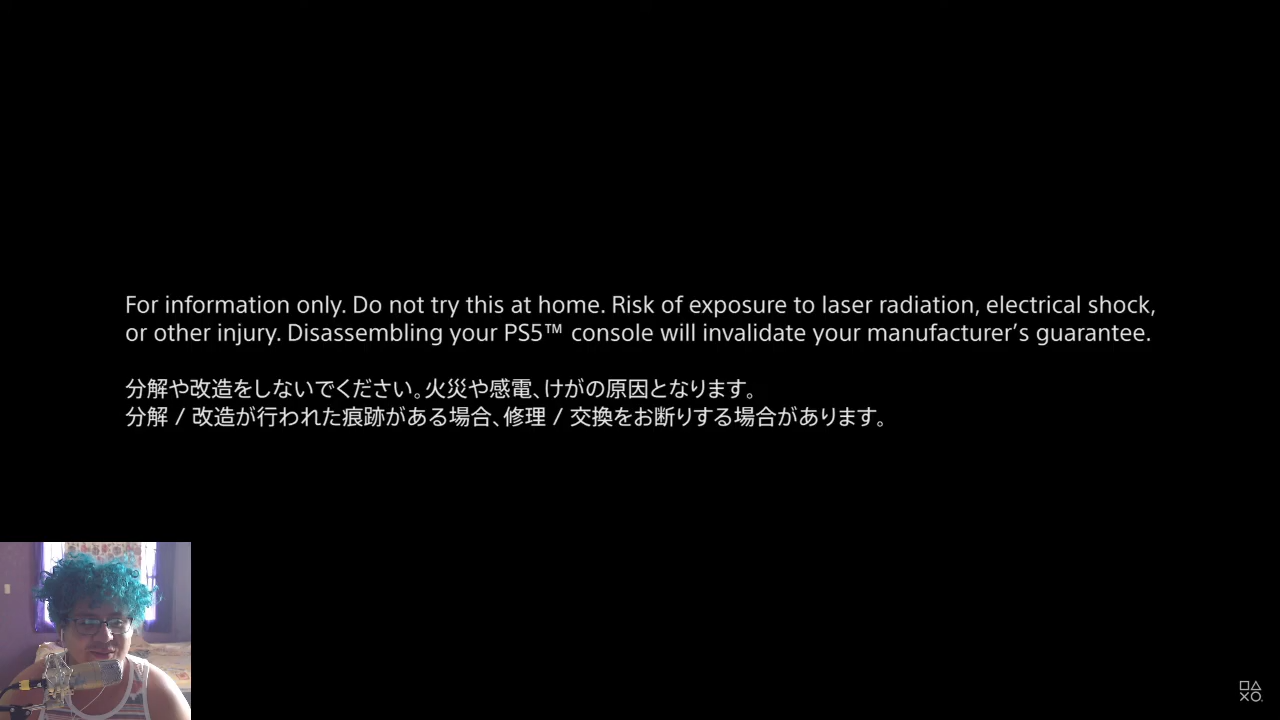 For information only. Do not try this at home. Risk of exposure to laser radiation, electrical shock,
or other injury. Disassembling your PS5™ console will invalidate your manufacturer’s guarantee.
分解や改造をしないでください。火災や感電、けがの原因となります。
分解 / 改造が行われた痕跡がある場合、修理 / 交換をお断りする場合があります。